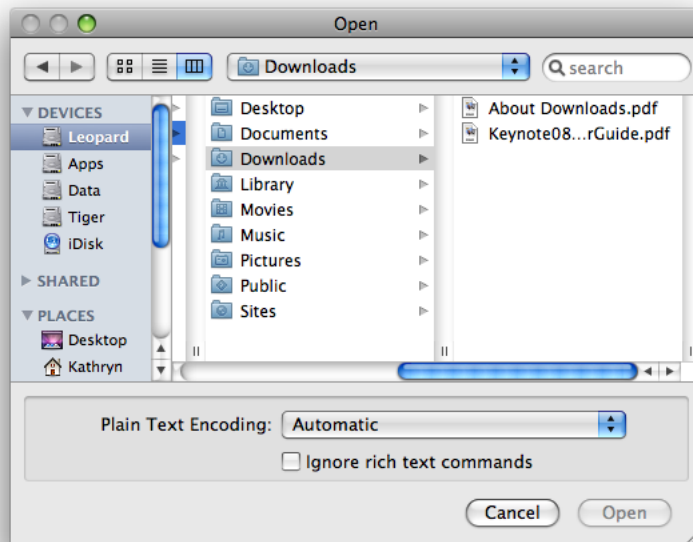 Open
Downloads
search
DEVICES
Leopard
Apps
Data
Tiger
iDisk
SHARED
PLACES
Desktop
Kathryn
Desktop
Documents
Downloads
Library
Movies
Music
Pictures
Public
Sites
About Downloads.pdf
Keynote08...rGuide.pdf
Plain Text Encoding: Automatic
Ignore rich text commands
Cancel Open